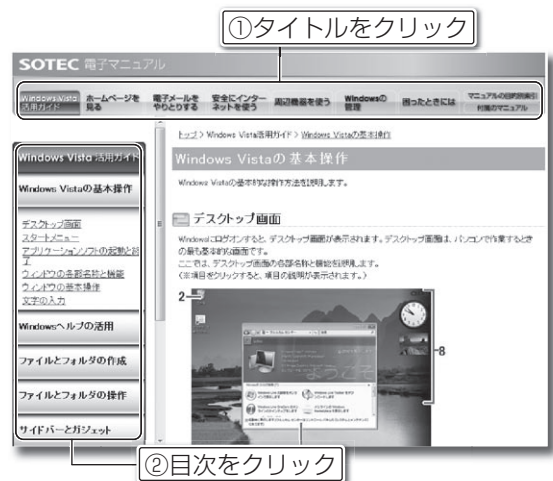 ①タイトルをクリック
SOTEC 電子マニュアル
Windows Vista 活用ガイド
ホームページを見る
電子メールをやりとりする
安全にインターネットを使う
周辺機器を使う
Windowsの管理
困ったときには
マニュアルの目的別索引
付属のマニュアル
トップ > Windows Vista活用ガイド > Windows Vistaの基本操作
Windows Vista 活用ガイド
Windows Vistaの基本操作
デスクトップ画面
スタートメニュー
アプリケーションソフトの起動と終了
ウィンドウの各部名称と機能
ウィンドウの基本操作
文字の入力
Windowsヘルプの活用
ファイルとフォルダの作成
ファイルとフォルダの操作
サイドバーとガジェット
Windows Vistaの基本操作
Windows Vistaの基本的な操作方法を説明します。
デスクトップ画面
Windowsにログオンすると、デスクトップ画面が表示されます。デスクトップ画面は、パソコンで作業するときの最も基本的な画面です。
ここでは、デスクトップ画面の各部名称と機能を説明します。
(※項目をクリックすると、項目の説明が表示されます。)
2
8
②目次をクリック